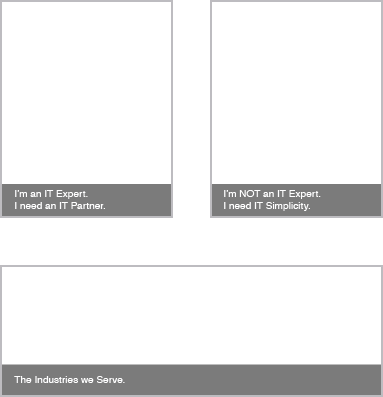 I'm an IT Expert.
I need an IT Partner.
I'm NOT an IT Expert.
I need IT Simplicity.
The Industries we Serve.